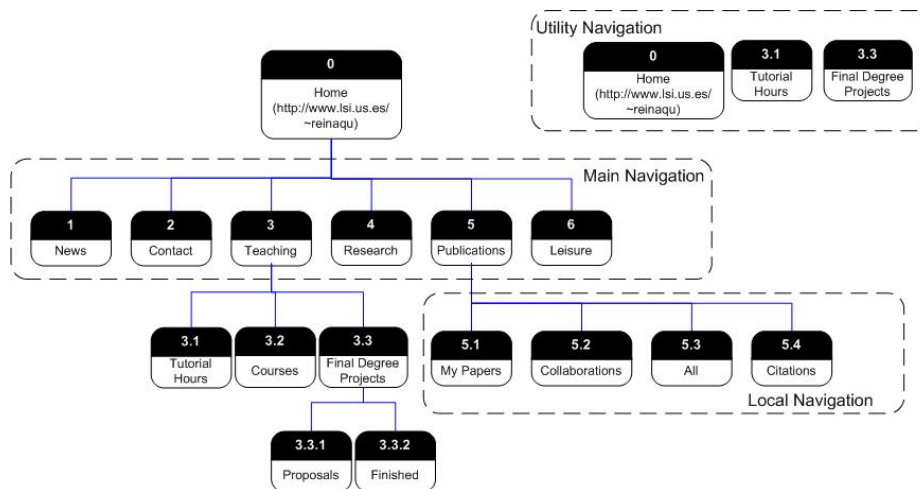 Utility Navigation
0
Home
(http://www.lsi.us.es/
~reinaqu)
3.1
Tutorial
Hours
3.3
Final Degree
Projects
0
Home
(http://www.lsi.us.es/
~reinaqu)
Main Navigation
1
News
2
Contact
3
Teaching
4
Research
5
Publications
6
Leisure
3.1
Tutorial
Hours
3.2
Courses
3.3
Final Degree
Projects
5.1
My Papers
5.2
Collaborations
5.3
All
5.4
Citations
Local Navigation
3.3.1
Proposals
3.3.2
Finished